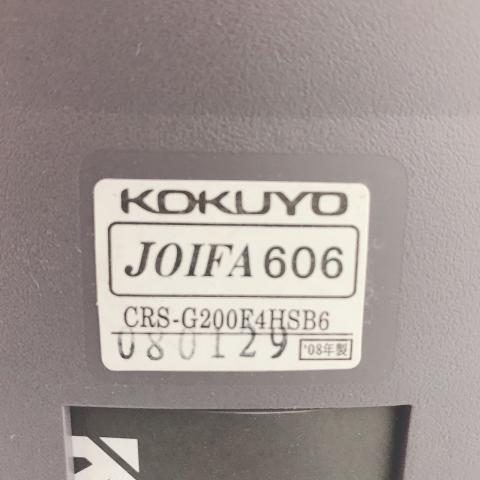 KOKUYO
JOIFA 606
CRS-G200F4HSB6
080129
'08年製
K